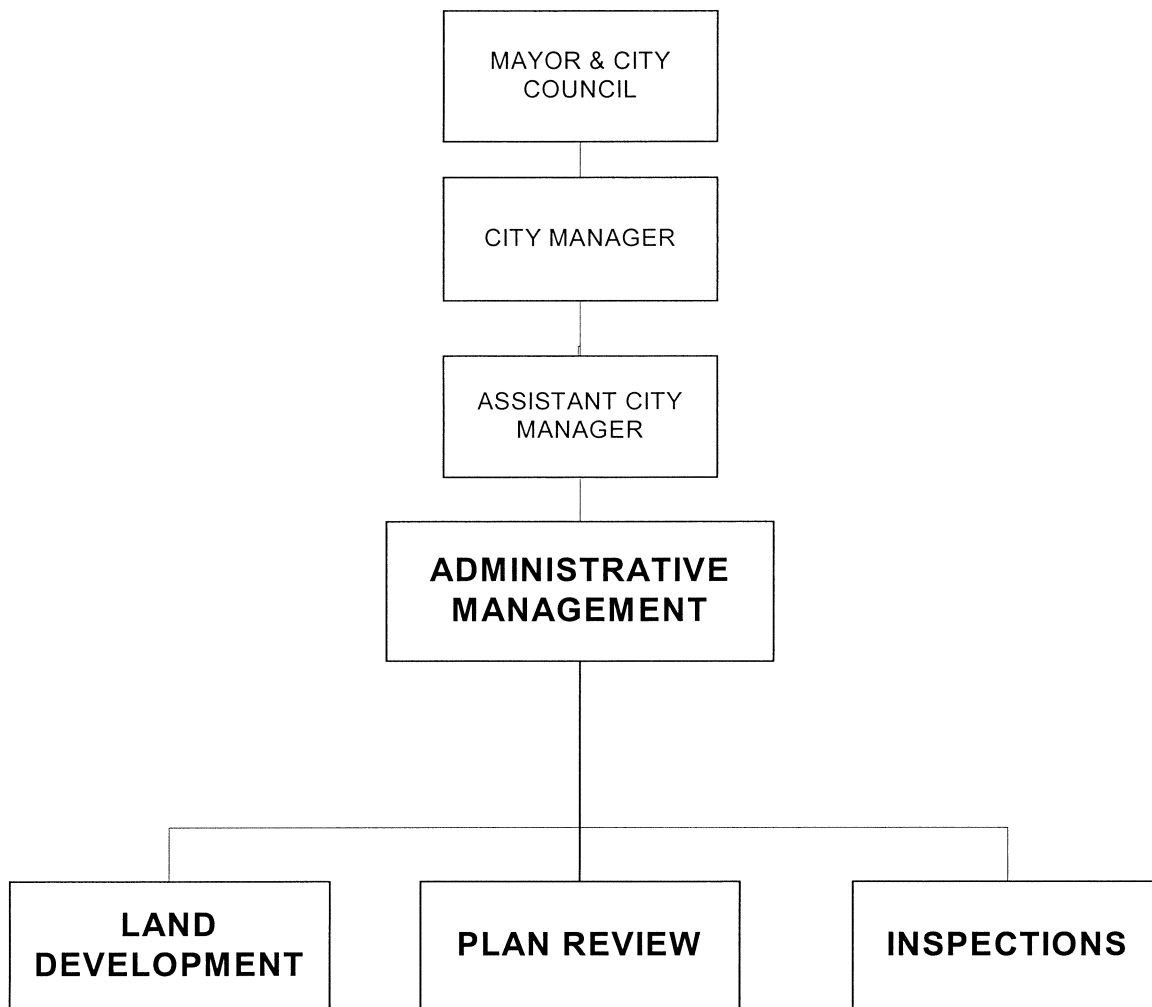 MAYOR & CITY
COUNCIL
CITY MANAGER
ASSISTANT CITY
MANAGER
ADMINISTRATIVE
MANAGEMENT
LAND
DEVELOPMENT
PLAN REVIEW
INSPECTIONS